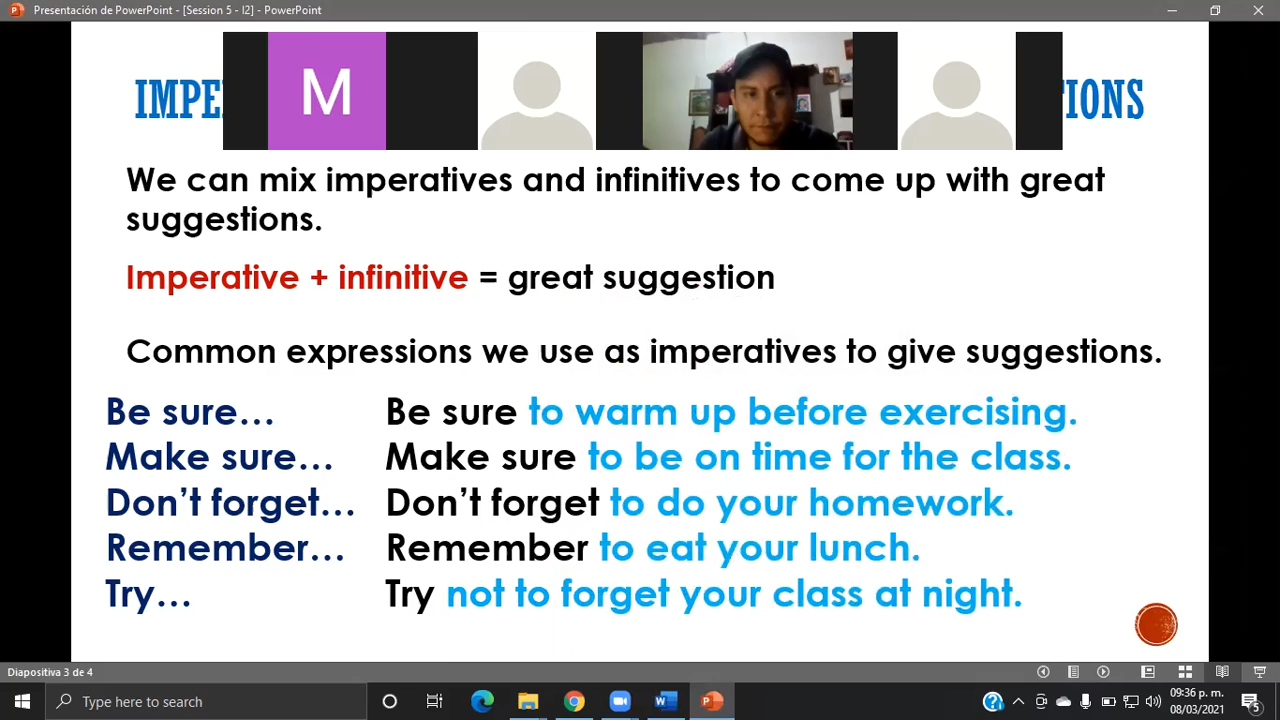 Presentación de PowerPoint - [Session 5 - I2] - PowerPoint
M
We can mix imperatives and infinitives to come up with great
suggestions.
Imperative + infinitive = great suggestion
Common expressions we use as imperatives to give suggestions.
Be sure… Be sure to warm up before exercising.
Make sure… Make sure to be on time for the class.
Don’t forget… Don’t forget to do your homework.
Remember… Remember to eat your lunch.
Try… Try not to forget your class at night.
Diapositiva 3 de 4
Type here to search
09:36 p. m.
08/03/2021
5